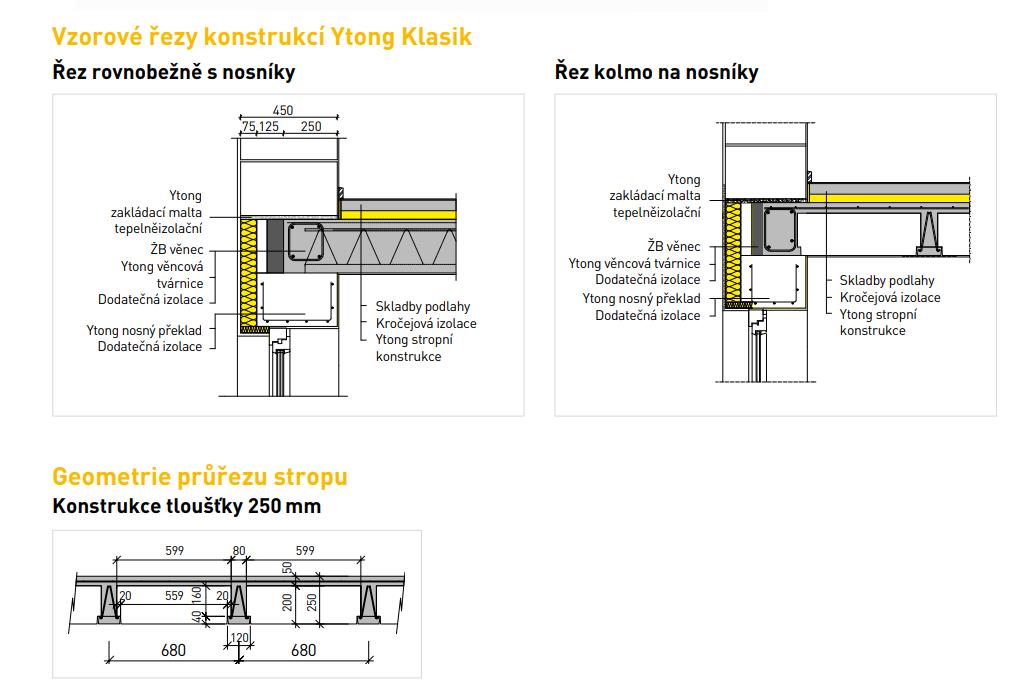 Vzorové řezy konstrukcí Ytong Klasik
Řez rovnobežně s nosníky
450
75 125 250
Ytong
zakládací malta
tepelněizolační
ŽB věnec
Ytong věncová
tvárnice
Dodatečná izolace
Ytong nosný překlad
Dodatečná izolace
Skladby podlahy
Kročejová izolace
Ytong stropní
konstrukce
Řez kolmo na nosníky
Ytong
zakládací malta
tepelněizolační
ŽB věnec
Ytong věncová tvárnice
Dodatečná izolace
Ytong nosný překlad
Dodatečná izolace
Skladby podlahy
Kročejová izolace
Ytong stropní
konstrukce
Geometrie průřezu stropu
Konstrukce tloušťky 250 mm
599 80 599
50
20 559 160 20 200 250
40
120
680 680